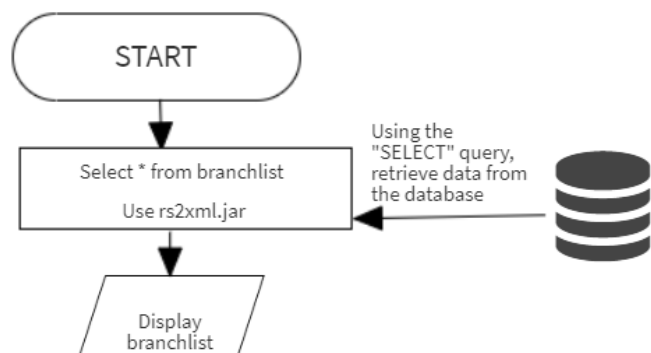 START
Select * from branchlist
Use rs2xml.jar
Using the
"SELECT" query,
retrieve data from
the database
Display
branchlist